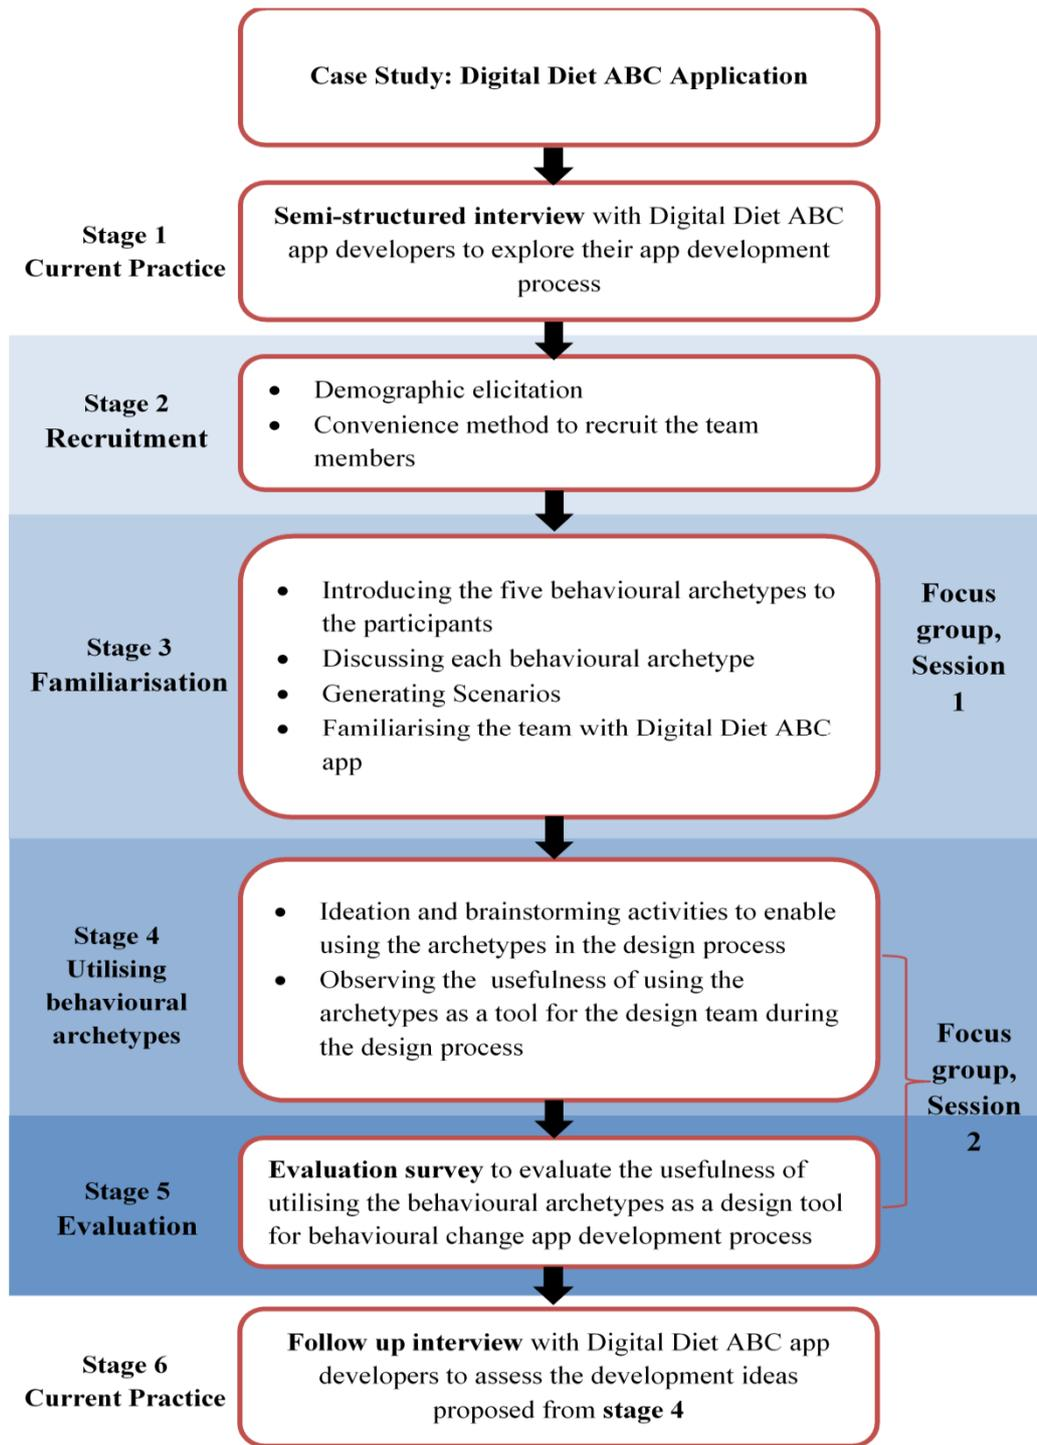 Case Study: Digital Diet ABC Application
Stage 1
Current Practice
Semi-structured interview with Digital Diet ABC
app developers to explore their app development
process
Stage 2
Recruitment
• Demographic elicitation
• Convenience method to recruit the team
members
Stage 3
Familiarisation
• Introducing the five behavioural archetypes to
the participants
• Discussing each behavioural archetype
• Generating Scenarios
• Familiarising the team with Digital Diet ABC
app
Focus
group,
Session
1
Stage 4
Utilising
behavioural
archetypes
• Ideation and brainstorming activities to enable
using the archetypes in the design process
• Observing the usefulness of using the
archetypes as a tool for the design team during
the design process
Focus
group,
Session
2
Stage 5
Evaluation
Evaluation survey to evaluate the usefulness of
utilising the behavioural archetypes as a design tool
for behavioural change app development process
Stage 6
Current Practice
Follow up interview with Digital Diet ABC app
developers to assess the development ideas
proposed from stage 4